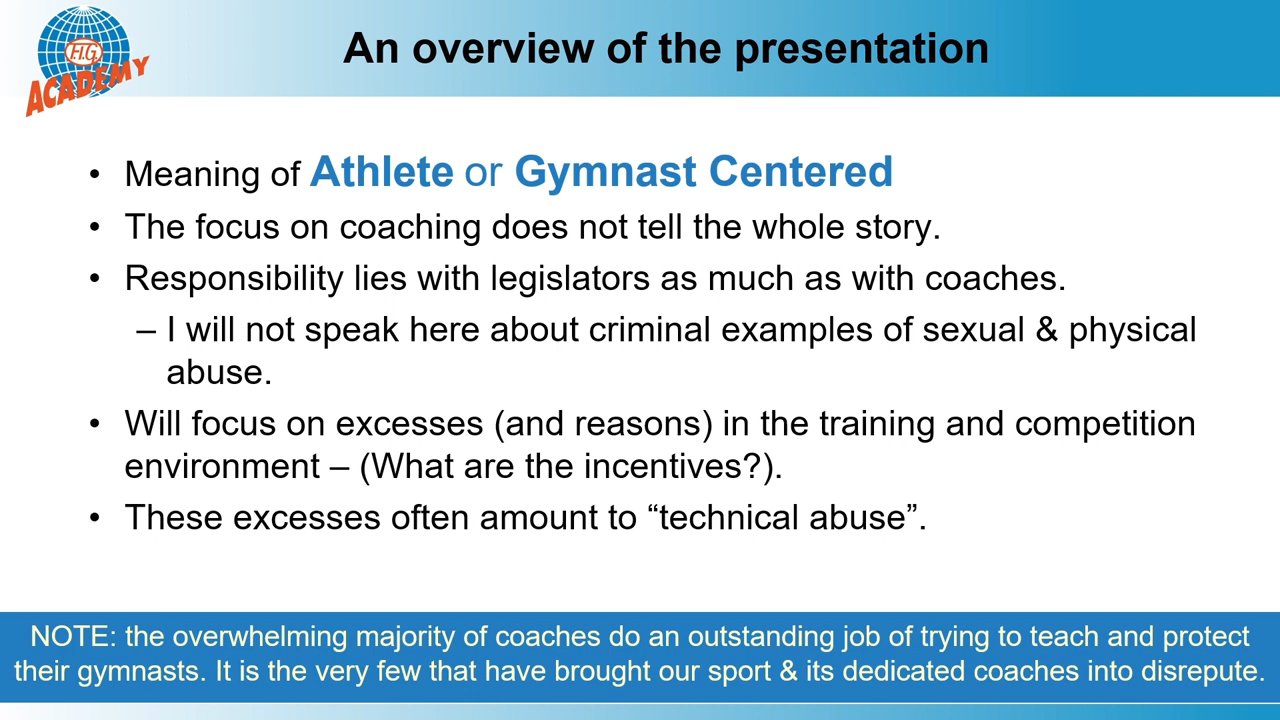 F.I.G.
ACADEMY
An overview of the presentation
• Meaning of Athlete or Gymnast Centered
• The focus on coaching does not tell the whole story.
• Responsibility lies with legislators as much as with coaches.
– I will not speak here about criminal examples of sexual & physical
abuse.
• Will focus on excesses (and reasons) in the training and competition
environment – (What are the incentives?).
• These excesses often amount to “technical abuse”.
NOTE: the overwhelming majority of coaches do an outstanding job of trying to teach and protect
their gymnasts. It is the very few that have brought our sport & its dedicated coaches into disrepute.